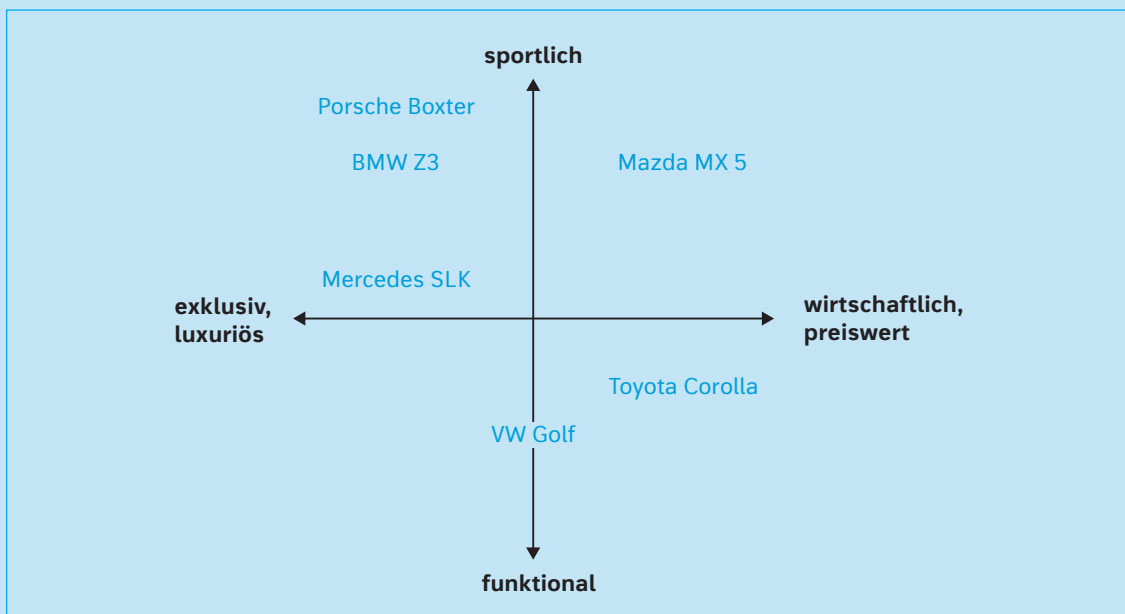 sportlich
Porsche Boxter
BMW Z3
Mazda MX 5
Mercedes SLK
exklusiv,
luxuriös
wirtschaftlich,
preiswert
Toyota Corolla
VW Golf
funktional